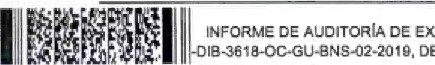 INFORME DE AUDITORÍA DE EX
-DIB-3618-OC-GU-BNS-02-2019, DE